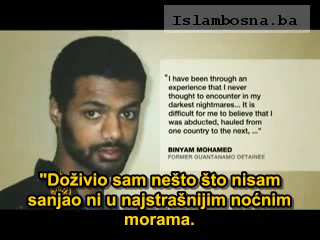 Islambosna.ba
"I have been through an
experience that I never
thought to encounter in my
darkest nightmares... It is
difficult for me to believe that I
was abducted, hauled from
one country to the next, ..."
BINYAM MOHAMED
FORMER GUANTANAMO DETAINEE
"Doživio sam nešto što nisam
sanjao ni u najstrašnijim noćnim
morama.